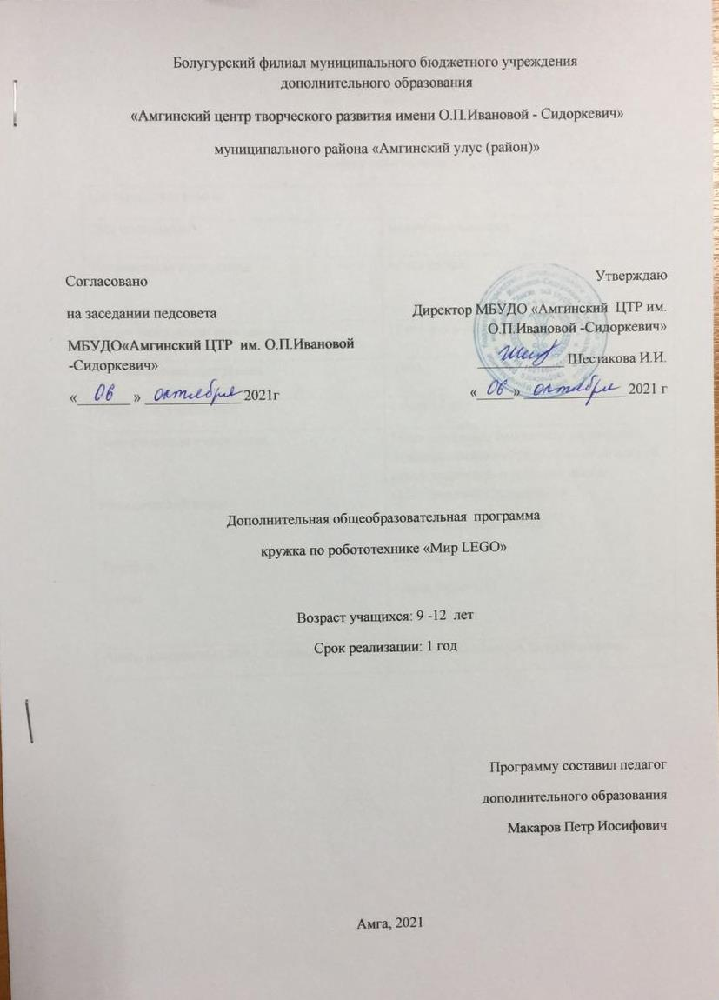 Болугурский филиал муниципального бюджетного учреждения
дополнительного образования
«Амгинский центр творческого развития имени О.П.Ивановой - Сидоркевич»
муниципального района «Амгинский улус (район)»
Согласовано
на заседании педсовета
МБУДО«Амгинский ЦТР им. О.П.Ивановой
-Сидоркевич»
«06» октября 2021г
Утверждаю
Директор МБУДО «Амгинский ЦТР им.
О.П.Ивановой -Сидоркевич»
Шестакова И.И.
«06» октября 2021 г
Дополнительная общеобразовательная программа
кружка по робототехнике «Мир LEGO»
Возраст учащихся: 9 -12 лет
Срок реализации: 1 год
Программу составил педагог
дополнительного образования
Макаров Петр Иосифович
Амга, 2021